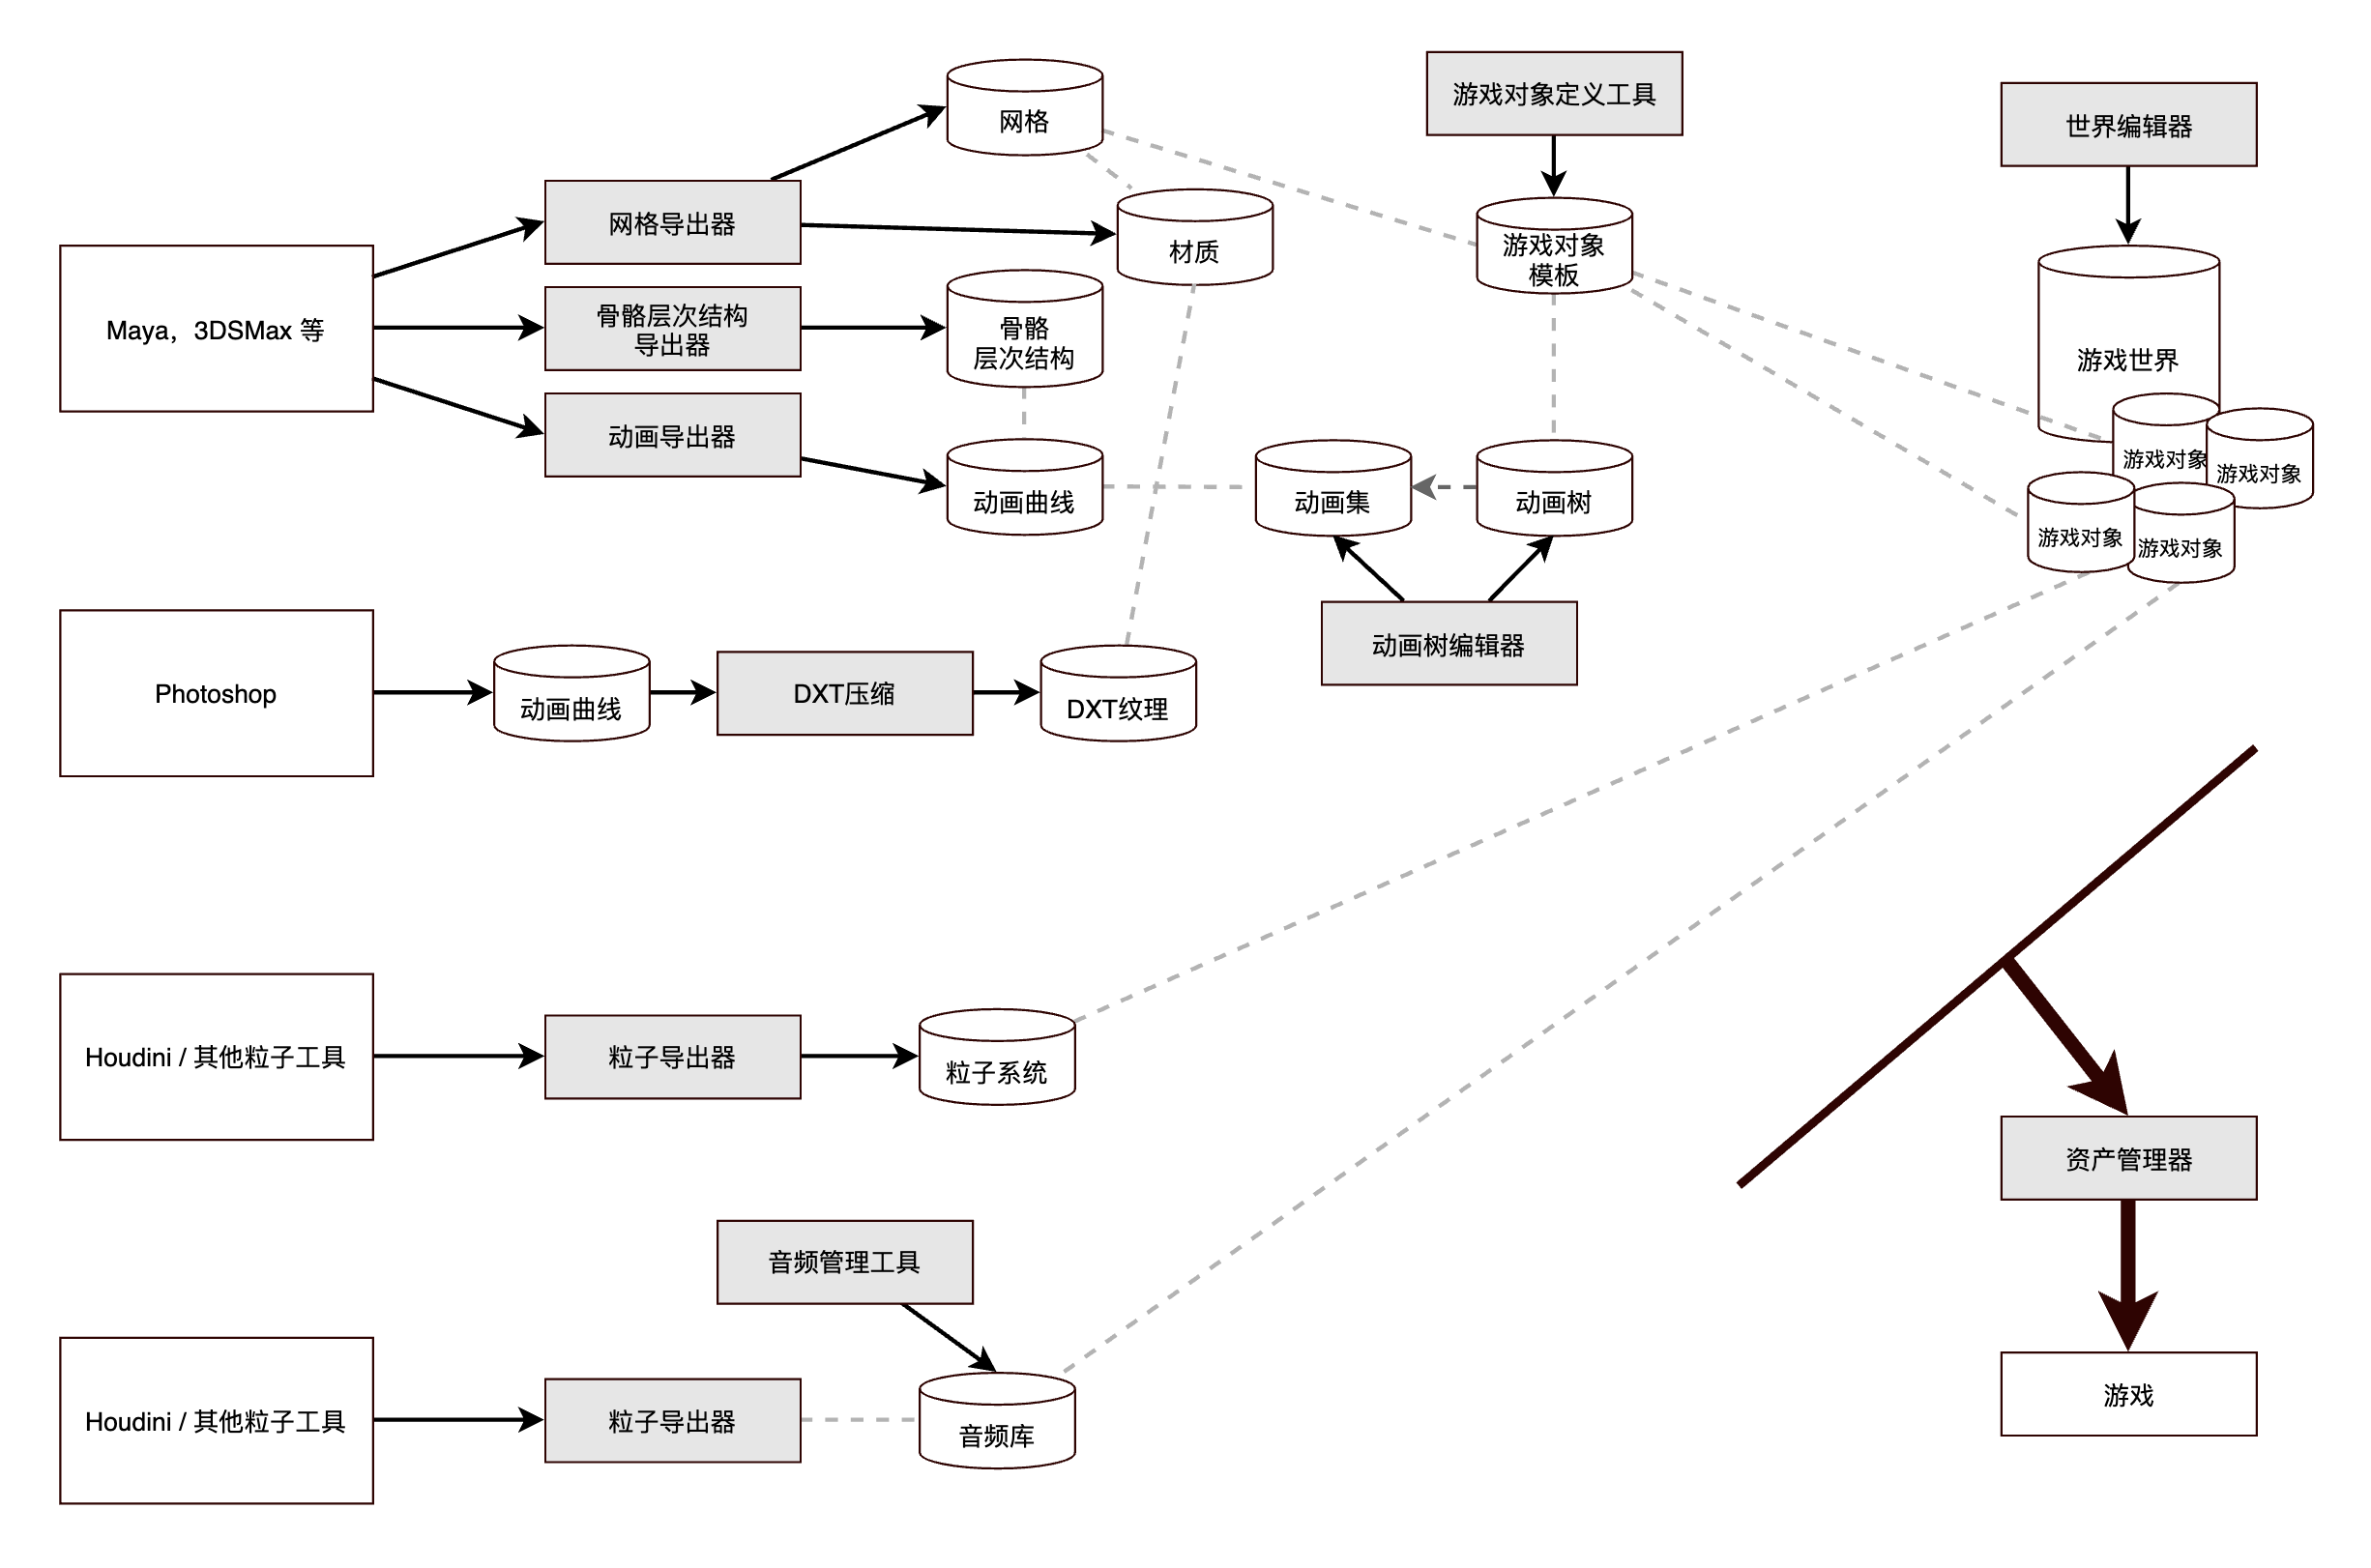 网格
游戏对象定义工具
世界编辑器
网格导出器
材质
游戏对象
模板
Maya，3DSMax 等
骨骼层次结构
导出器
骨骼
层次结构
游戏世界
动画导出器
动画曲线
动画集
动画树
游戏对象
游戏对象
游戏对象
游戏对象
动画树编辑器
Photoshop
动画曲线
DXT压缩
DXT纹理
Houdini / 其他粒子工具
粒子导出器
粒子系统
资产管理器
音频管理工具
Houdini / 其他粒子工具
粒子导出器
音频库
游戏